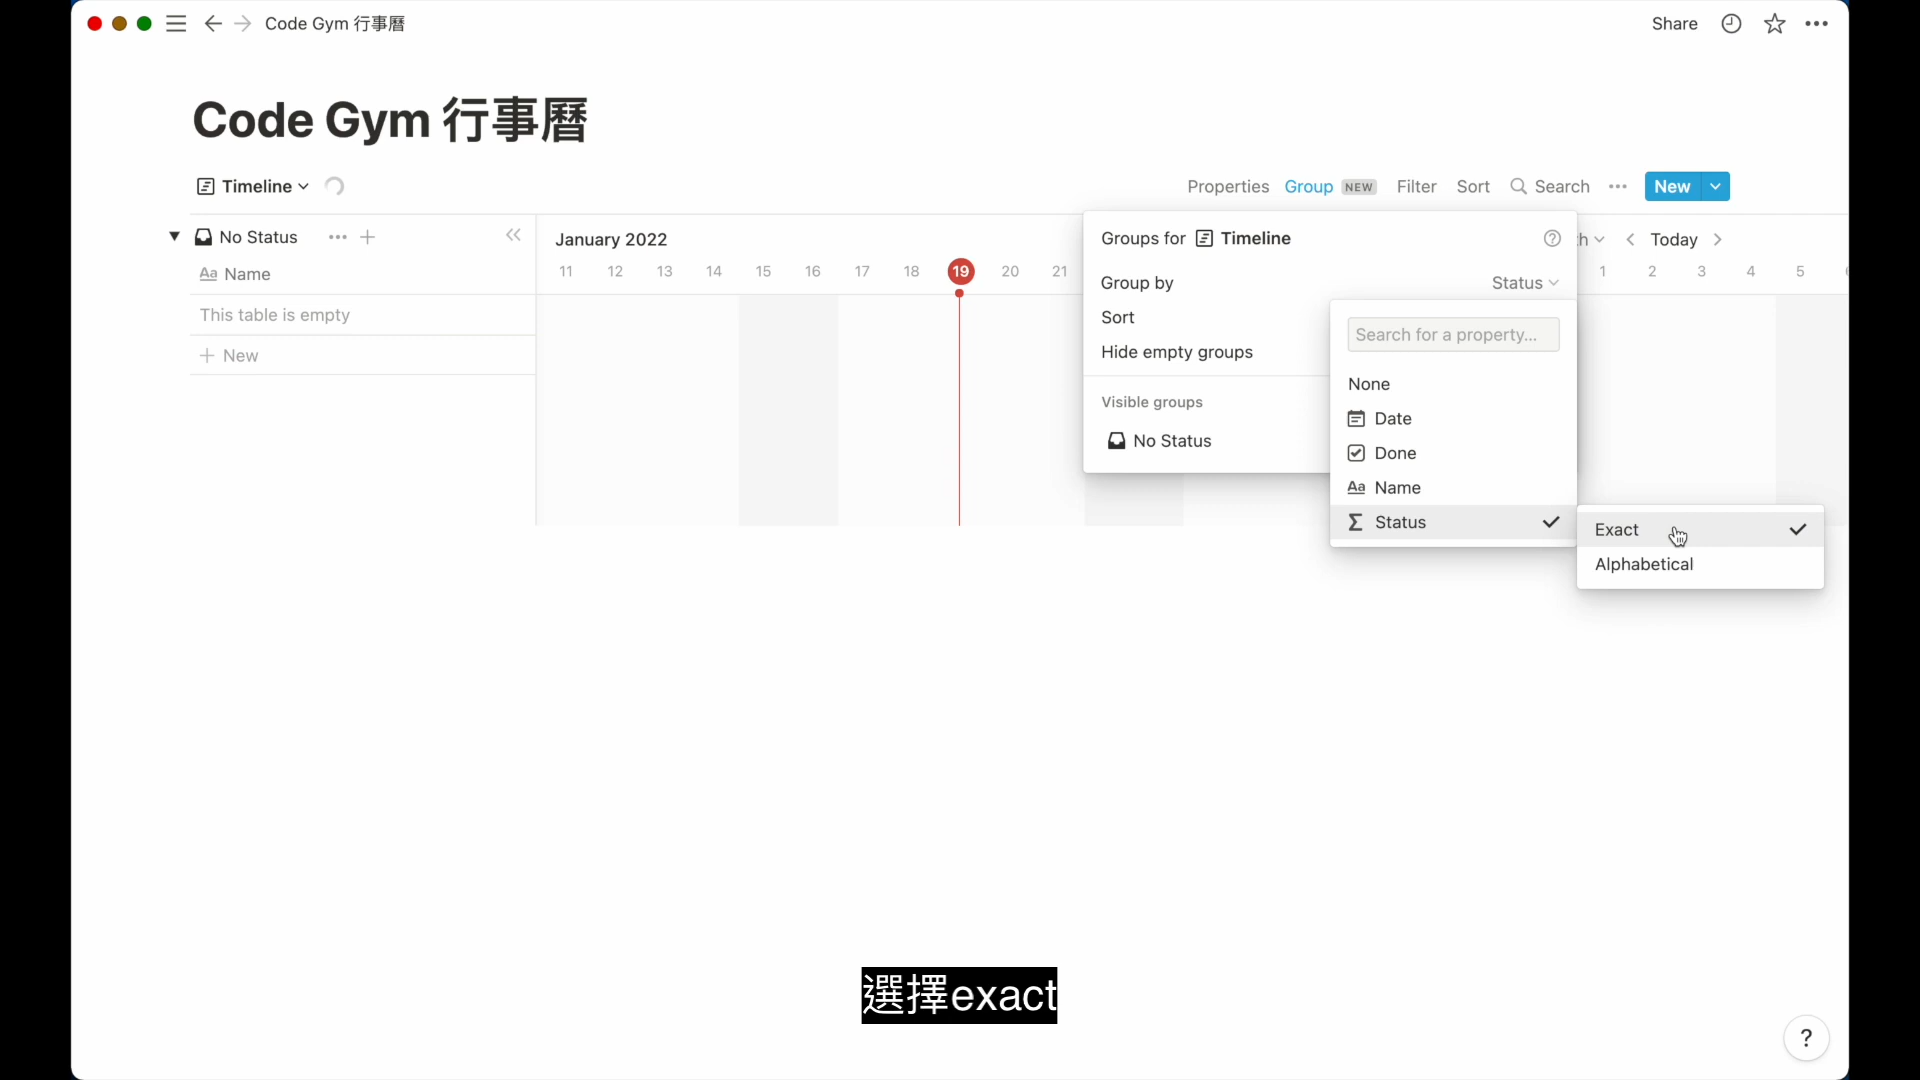 Code Gym 行事曆
Share
Code Gym 行事曆
Timeline
Properties Group NEW Filter Sort Search New
No Status
January 2022
Today
11 12 13 14 15 16 17 18 19 20 21 1 2 3 4 5
Name
This table is empty
New
Groups for Timeline
Group by Status
Sort
Hide empty groups
Visible groups
No Status
Search for a property...
None
Date
Done
Aa Name
Status
Exact
Alphabetical
選擇exact
?